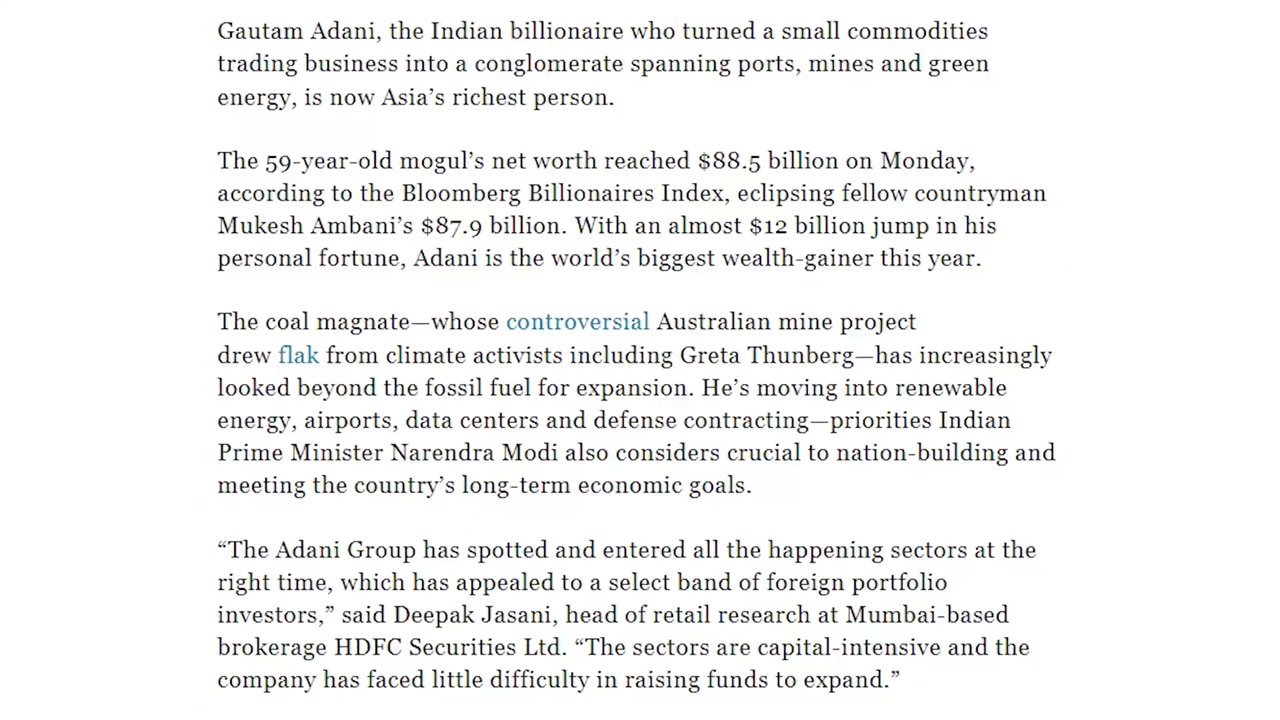 Gautam Adani, the Indian billionaire who turned a small commodities
trading business into a conglomerate spanning ports, mines and green
energy, is now Asia’s richest person.
The 59-year-old mogul’s net worth reached $88.5 billion on Monday,
according to the Bloomberg Billionaires Index, eclipsing fellow countryman
Mukesh Ambani’s $87.9 billion. With an almost $12 billion jump in his
personal fortune, Adani is the world’s biggest wealth-gainer this year.
The coal magnate—whose controversial Australian mine project
drew flak from climate activists including Greta Thunberg—has increasingly
looked beyond the fossil fuel for expansion. He’s moving into renewable
energy, airports, data centers and defense contracting—priorities Indian
Prime Minister Narendra Modi also considers crucial to nation-building and
meeting the country’s long-term economic goals.
“The Adani Group has spotted and entered all the happening sectors at the
right time, which has appealed to a select band of foreign portfolio
investors,” said Deepak Jasani, head of retail research at Mumbai-based
brokerage HDFC Securities Ltd. “The sectors are capital-intensive and the
company has faced little difficulty in raising funds to expand.”